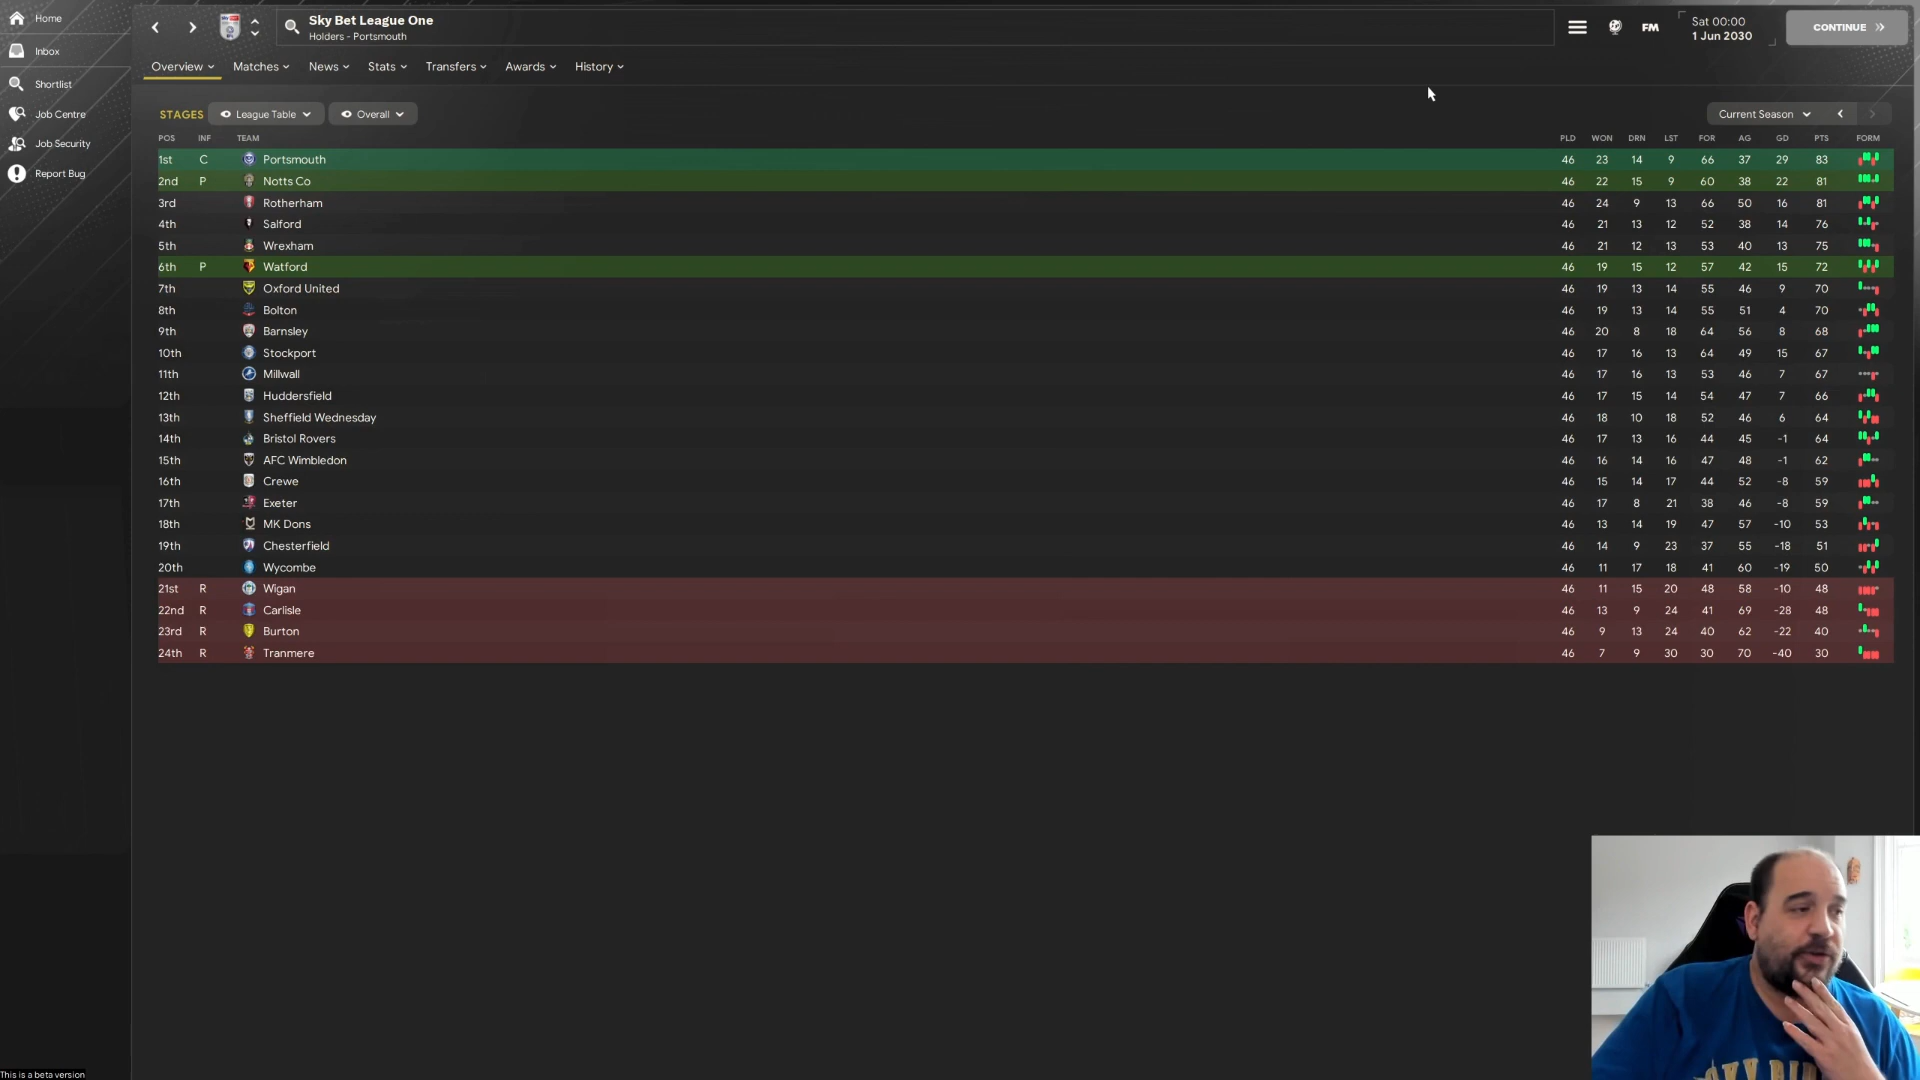 Home
Inbox
Shortlist
Job Centre
Job Security
Report Bug
Sky Bet League One
Holders - Portsmouth
FM
Sat 00:00
1 Jun 2030
CONTINUE
Overview Matches News Stats Transfers Awards History
STAGES League Table Overall Current Season
POS INF TEAM PLD WON DRN LST FOR AG GD PTS FORM
1st C Portsmouth 46 23 14 9 66 37 29 83
2nd P Notts Co 46 22 15 9 60 38 22 81
3rd Rotherham 46 24 9 13 66 50 16 81
4th Salford 46 21 13 12 52 38 14 76
5th Wrexham 46 21 12 13 53 40 13 75
6th P Watford 46 19 15 12 57 42 15 72
7th Oxford United 46 19 13 14 55 46 9 70
8th Bolton 46 19 13 14 55 51 4 70
9th Barnsley 46 20 8 18 64 56 8 68
10th Stockport 46 17 16 13 64 49 15 67
11th Millwall 46 17 16 13 53 46 7 67
12th Huddersfield 46 17 15 14 54 47 7 66
13th Sheffield Wednesday 46 18 10 18 52 46 6 64
14th Bristol Rovers 46 17 13 16 44 45 -1 64
15th AFC Wimbledon 46 16 14 16 47 48 -1 62
16th Crewe 46 15 14 17 44 52 -8 59
17th Exeter 46 17 8 21 38 46 -8 59
18th MK Dons 46 13 14 19 47 57 -10 53
19th Chesterfield 46 14 9 23 37 55 -18 51
20th Wycombe 46 11 17 18 41 60 -19 50
21st R Wigan 46 11 15 20 48 58 -10 48
22nd R Carlisle 46 13 9 24 41 69 -28 48
23rd R Burton 46 9 13 24 40 62 -22 40
24th R Tranmere 46 7 9 30 30 70 -40 30
This is a beta version